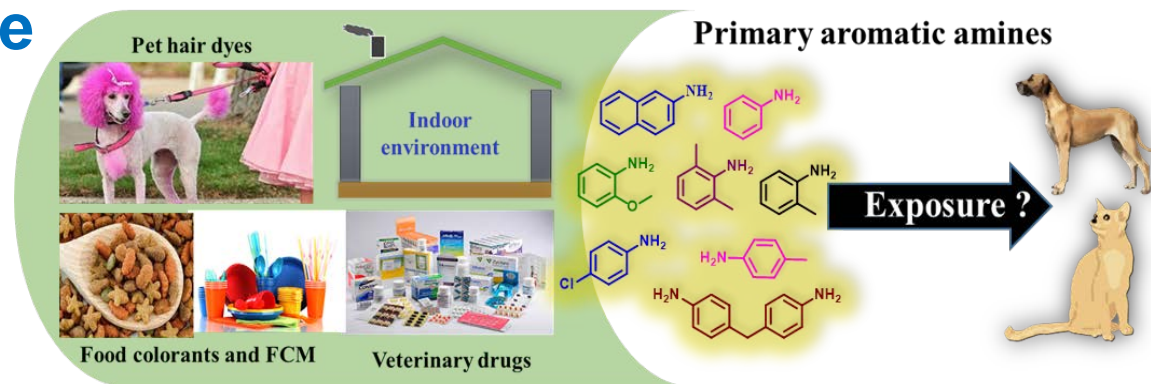 e
Pet hair dyes
Primary aromatic amines
Indoor
environment
NH₂
NH₂
NH₂
O
NH₂
NH₂
Exposure ?
NH₂
Cl
H₂N
H₂N
NH₂
Food colorants and FCM
Veterinary drugs